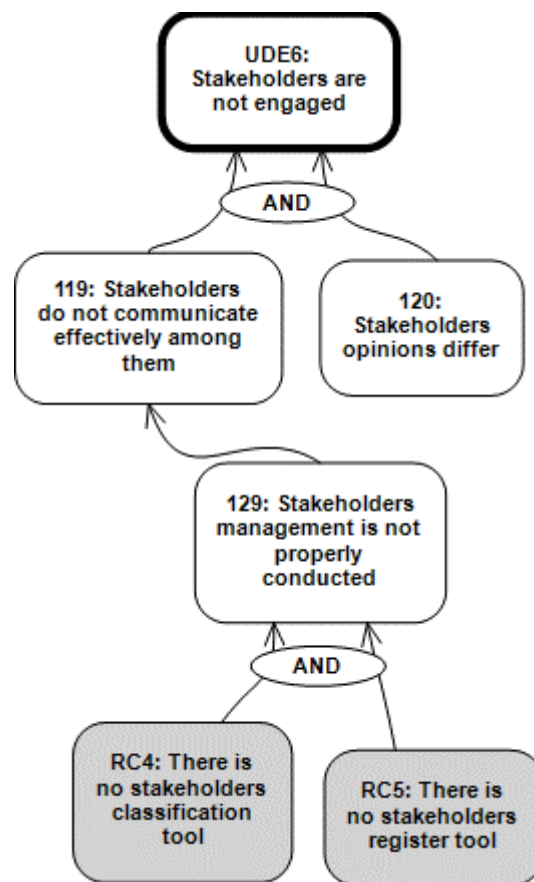 UDE6:
Stakeholders are
not engaged
AND
119: Stakeholders
do not communicate
effectively among
them
120:
Stakeholders
opinions differ
129: Stakeholders
management is not
properly
conducted
AND
RC4: There is
no stakeholders
classification
tool
RC5: There is
no stakeholders
register tool